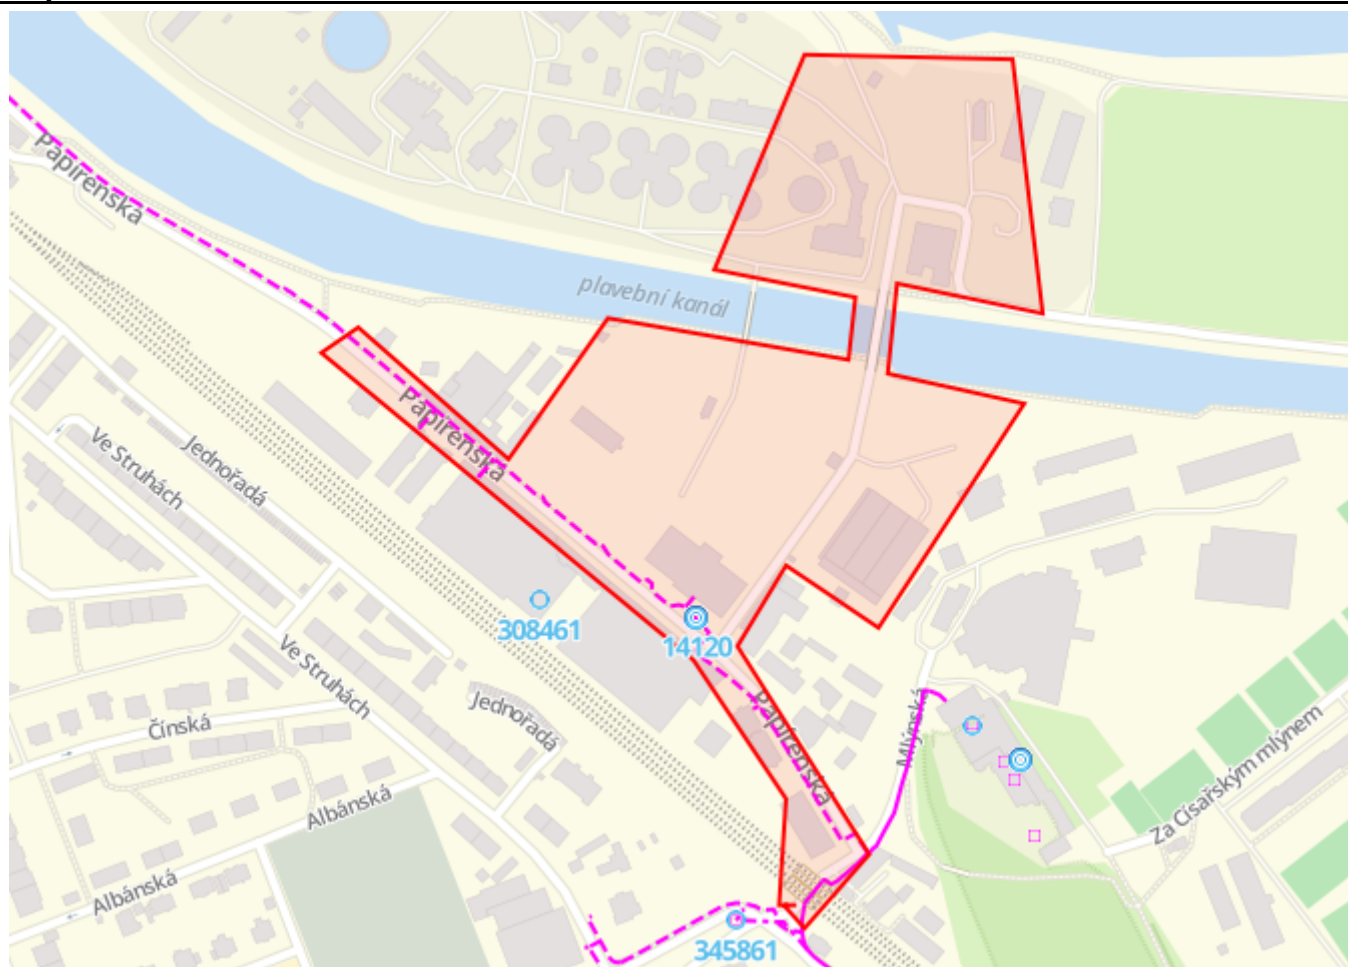 Papírenská
plavební kanál
Papírenská
Ve Struhách
Jednořadá
308461
14120
Ve Struhách
Jednořadá
Papírenská
Mlýnská
Čínská
Za Císařským mlýnem
Albánská
Albánská
345861